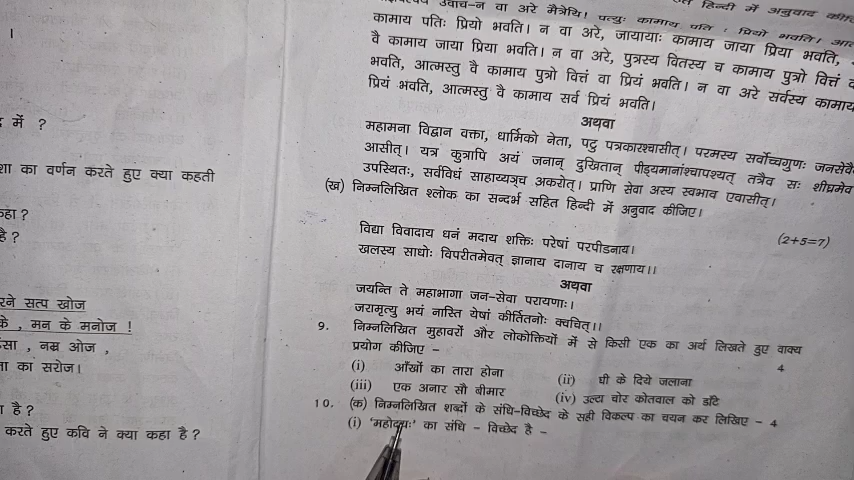 ।
में ?
का वर्णन करते हुए क्या कहती
है ?
सत्य खोज
के , मन के मनोज !
नम्र ओज ,
का सरोज।
है ?
करते हुए कवि ने क्या कहा है ?
हिन्दी में अनुवाद
उवाच-न वा अरे मैत्रेयि। पत्युः कामाय पति : प्रियो भवति।
कामाय पतिः प्रियो भवति। न वा अरे, जायायाः कामाय जाया प्रिया भवति,
वै कामाय जाया प्रिया भवति। न वा अरे, पुत्रस्य वितस्य च कामाय पुत्रो वित्तं
भवति, आत्मस्तु वै कामाय पुत्रो वित्तं वा प्रियं भवति। न वा अरे सर्वस्य कामाय
प्रियं भवति, आत्मस्तु वै कामाय सर्व प्रियं भवति।
अथवा
महामना विद्वान वक्ता, धार्मिको नेता, पटु पत्रकारश्चासीत्। परमस्य सर्वोच्चगुणः
आसीत्। यत्र कुत्रापि अयं जनान् दुखितान् पीड्यमानांश्चापश्यत् तत्रैव सः शीघ्रमेव
उपस्थितः, सर्वविधं साहाय्यञ्च अकरोत्। प्राणि सेवा अस्य स्वभाव एवासीत्।
(ख) निम्नलिखित श्लोक का सन्दर्भ सहित हिन्दी में अनुवाद कीजिए।
(2+5=7)
विद्या विवादाय धनं मदाय शक्तिः परेषां परपीडनाय।
खलस्य साधोः विपरीतमेवत् ज्ञानाय दानाय च रक्षणाय।।
अथवा
जयन्ति ते महाभागा जन-सेवा परायणाः।
जरामृत्यु भयं नास्ति येषां कीर्तितनोः क्वचित्।।
9. निम्नलिखित मुहावरों और लोकोक्तियों में से किसी एक का अर्थ लिखते हुए वाक्य
प्रयोग कीजिए – 4
(i) आँखों का तारा होना (ii) घी के दिये जलाना
(iii) एक अनार सौ बीमार (iv) उल्टा चोर कोतवाल को डाँटे
10. (क) निम्नलिखित शब्दों के संधि-विच्छेद के सही विकल्प का चयन कर लिखिए – 4
(i) 'महोदयः' का संधि – विच्छेद है –